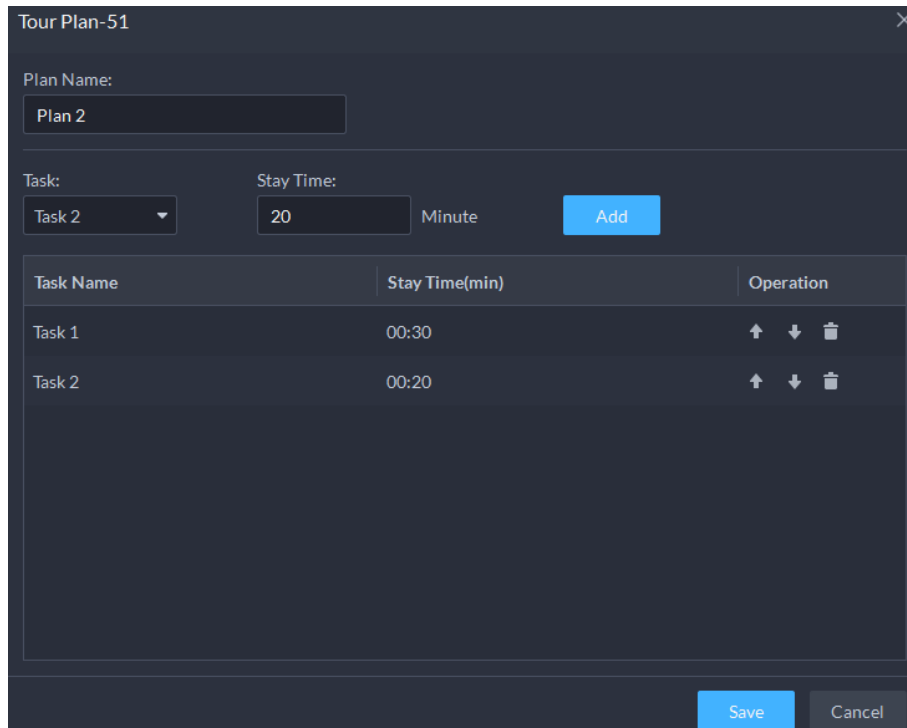 Tour Plan-51
Plan Name:
Plan 2
Task: Stay Time:
Task 2 20 Minute Add
Task Name Stay Time(min) Operation
Task 1 00:30
Task 2 00:20
Save Cancel